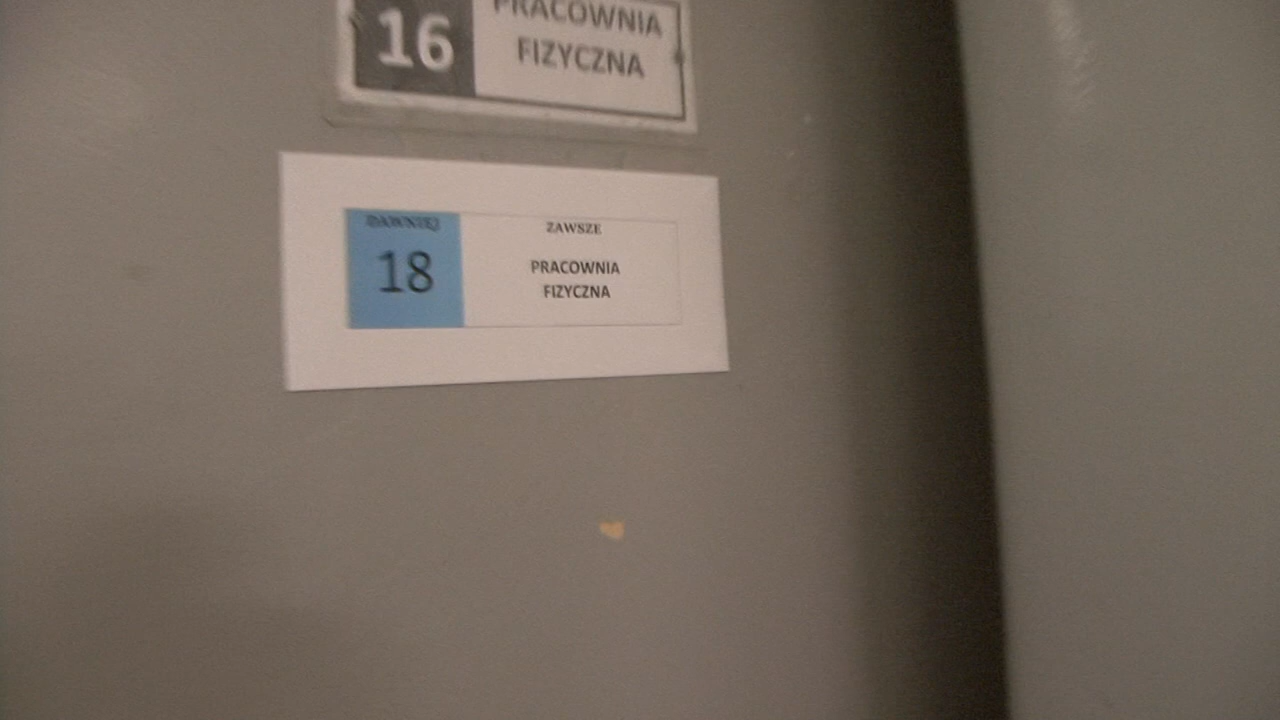 16
PRACOWNIA
FIZYCZNA
DAWNIEJ
18
ZAWSZE
PRACOWNIA
FIZYCZNA